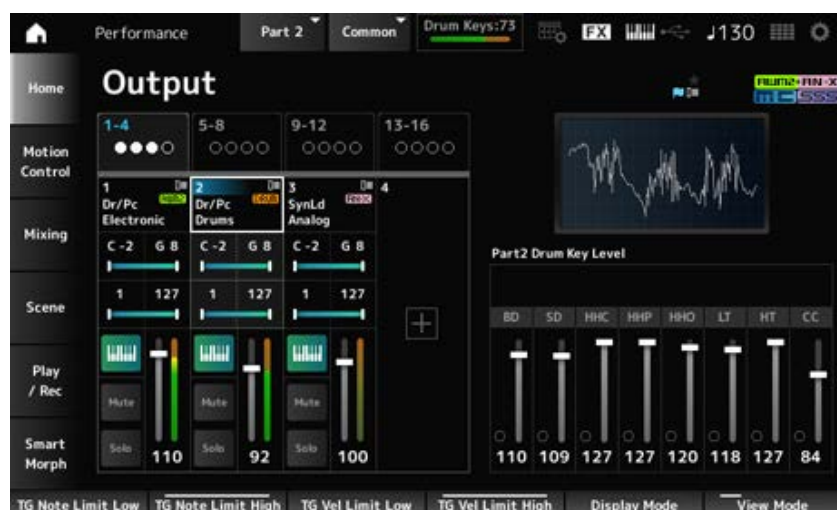 Performance
Part 2
Common
Drum Keys:73
FX
♩130
Home
Output
AWM2+AN-X
1-4
5-8
9-12
13-16
Motion
Control
1
Dr/Pc
Electronic
2
Drum
Dr/Pc
Drums
3
AN-X
SynLd
Analog
4
Mixing
C -2 G 8
C -2 G 8
C -2 G 8
Part2 Drum Key Level
Scene
1 127
1 127
1 127
BD SD HHC HHP HHO LT HT CC
Play
/ Rec
Mute
Mute
Mute
Smart
Morph
Solo 110
Solo 92
Solo 100
110 109 127 127 120 118 127 84
TG Note Limit Low
TG Note Limit High
TG Vel Limit Low
TG Vel Limit High
Display Mode
View Mode